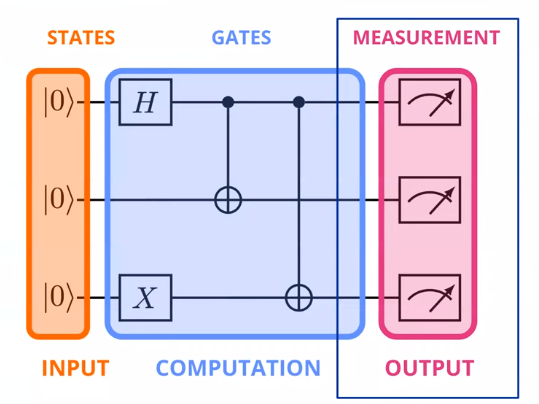 STATES GATES MEASUREMENT
|0⟩ H
|0⟩
|0⟩ X
INPUT COMPUTATION OUTPUT